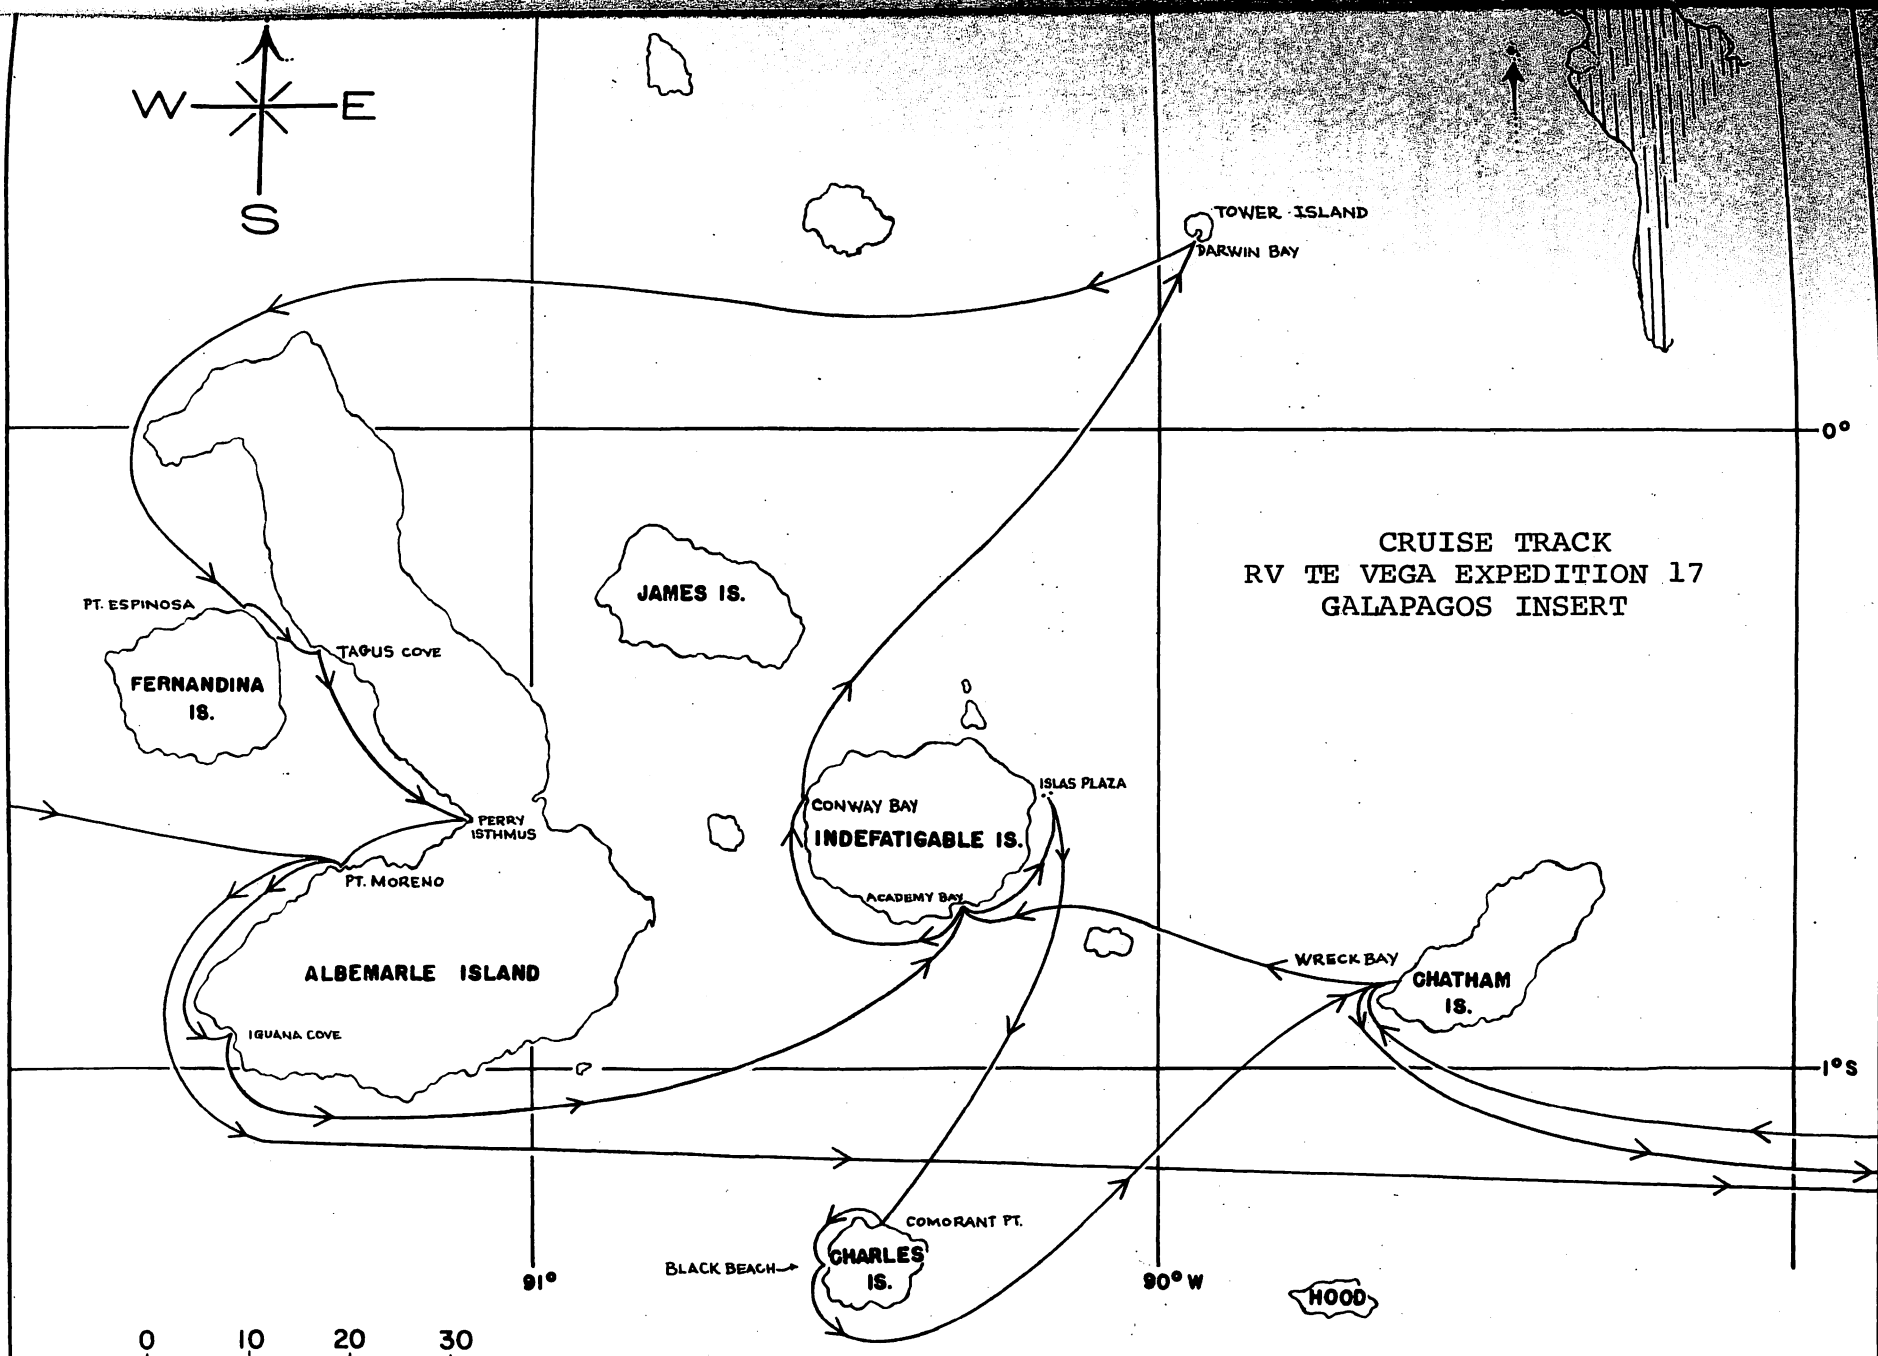 W E
S
TOWER ISLAND
DARWIN BAY
0°
CRUISE TRACK
RV TE VEGA EXPEDITION 17
GALAPAGOS INSERT
JAMES IS.
PT. ESPINOSA
TAGUS COVE
FERNANDINA
IS.
ISLAS PLAZA
CONWAY BAY
INDEFATIGABLE IS.
PERRY
ISTHMUS
PT. MORENO
ACADEMY BAY
ALBEMARLE ISLAND
WRECK BAY
CHATHAM
IS.
IGUANA COVE
1° S
COMORANT PT.
CHARLES
IS.
BLACK BEACH
91°
90° W
HOOD
0 10 20 30